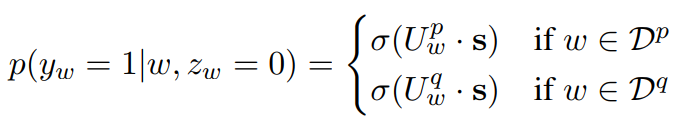 p(y_w = 1|w, z_w = 0) = { σ(U_w^p · s) if w ∈ 𝒟^p
σ(U_w^q · s) if w ∈ 𝒟^q